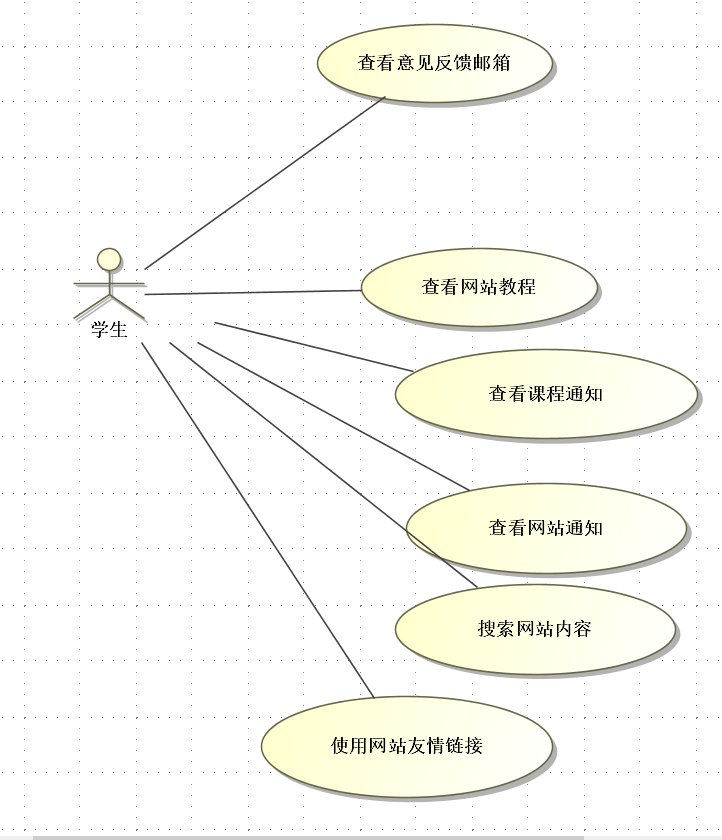 查看意见反馈邮箱
查看网站教程
学生
查看课程通知
查看网站通知
搜索网站内容
使用网站友情链接